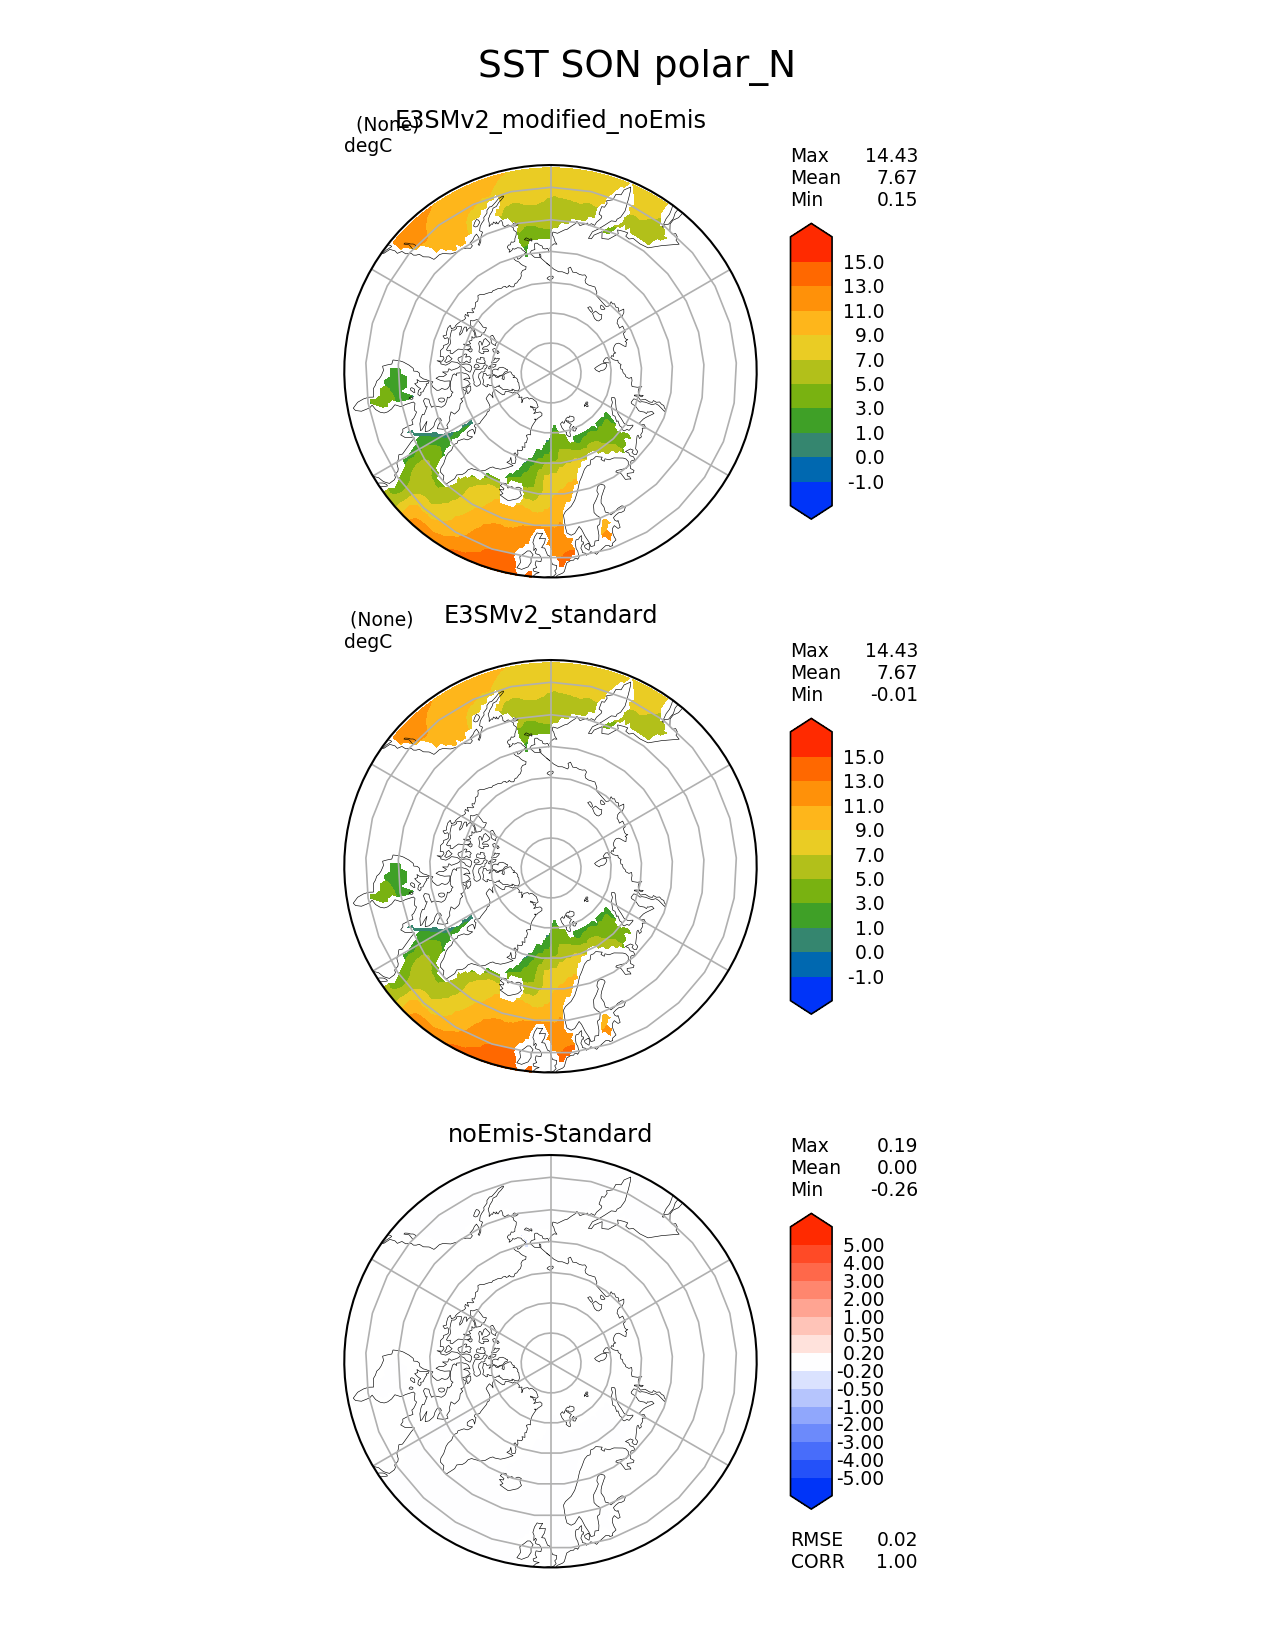 SST SON polar_N
E3SMv2_modified_noEmis
(None)
degC
Max 14.43
Mean 7.67
Min 0.15
15.0
13.0
11.0
9.0
7.0
5.0
3.0
1.0
0.0
-1.0
E3SMv2_standard
(None)
degC
Max 14.43
Mean 7.67
Min -0.01
15.0
13.0
11.0
9.0
7.0
5.0
3.0
1.0
0.0
-1.0
noEmis-Standard
Max 0.19
Mean 0.00
Min -0.26
5.00
4.00
3.00
2.00
1.00
0.50
0.20
-0.20
-0.50
-1.00
-2.00
-3.00
-4.00
-5.00
RMSE 0.02
CORR 1.00